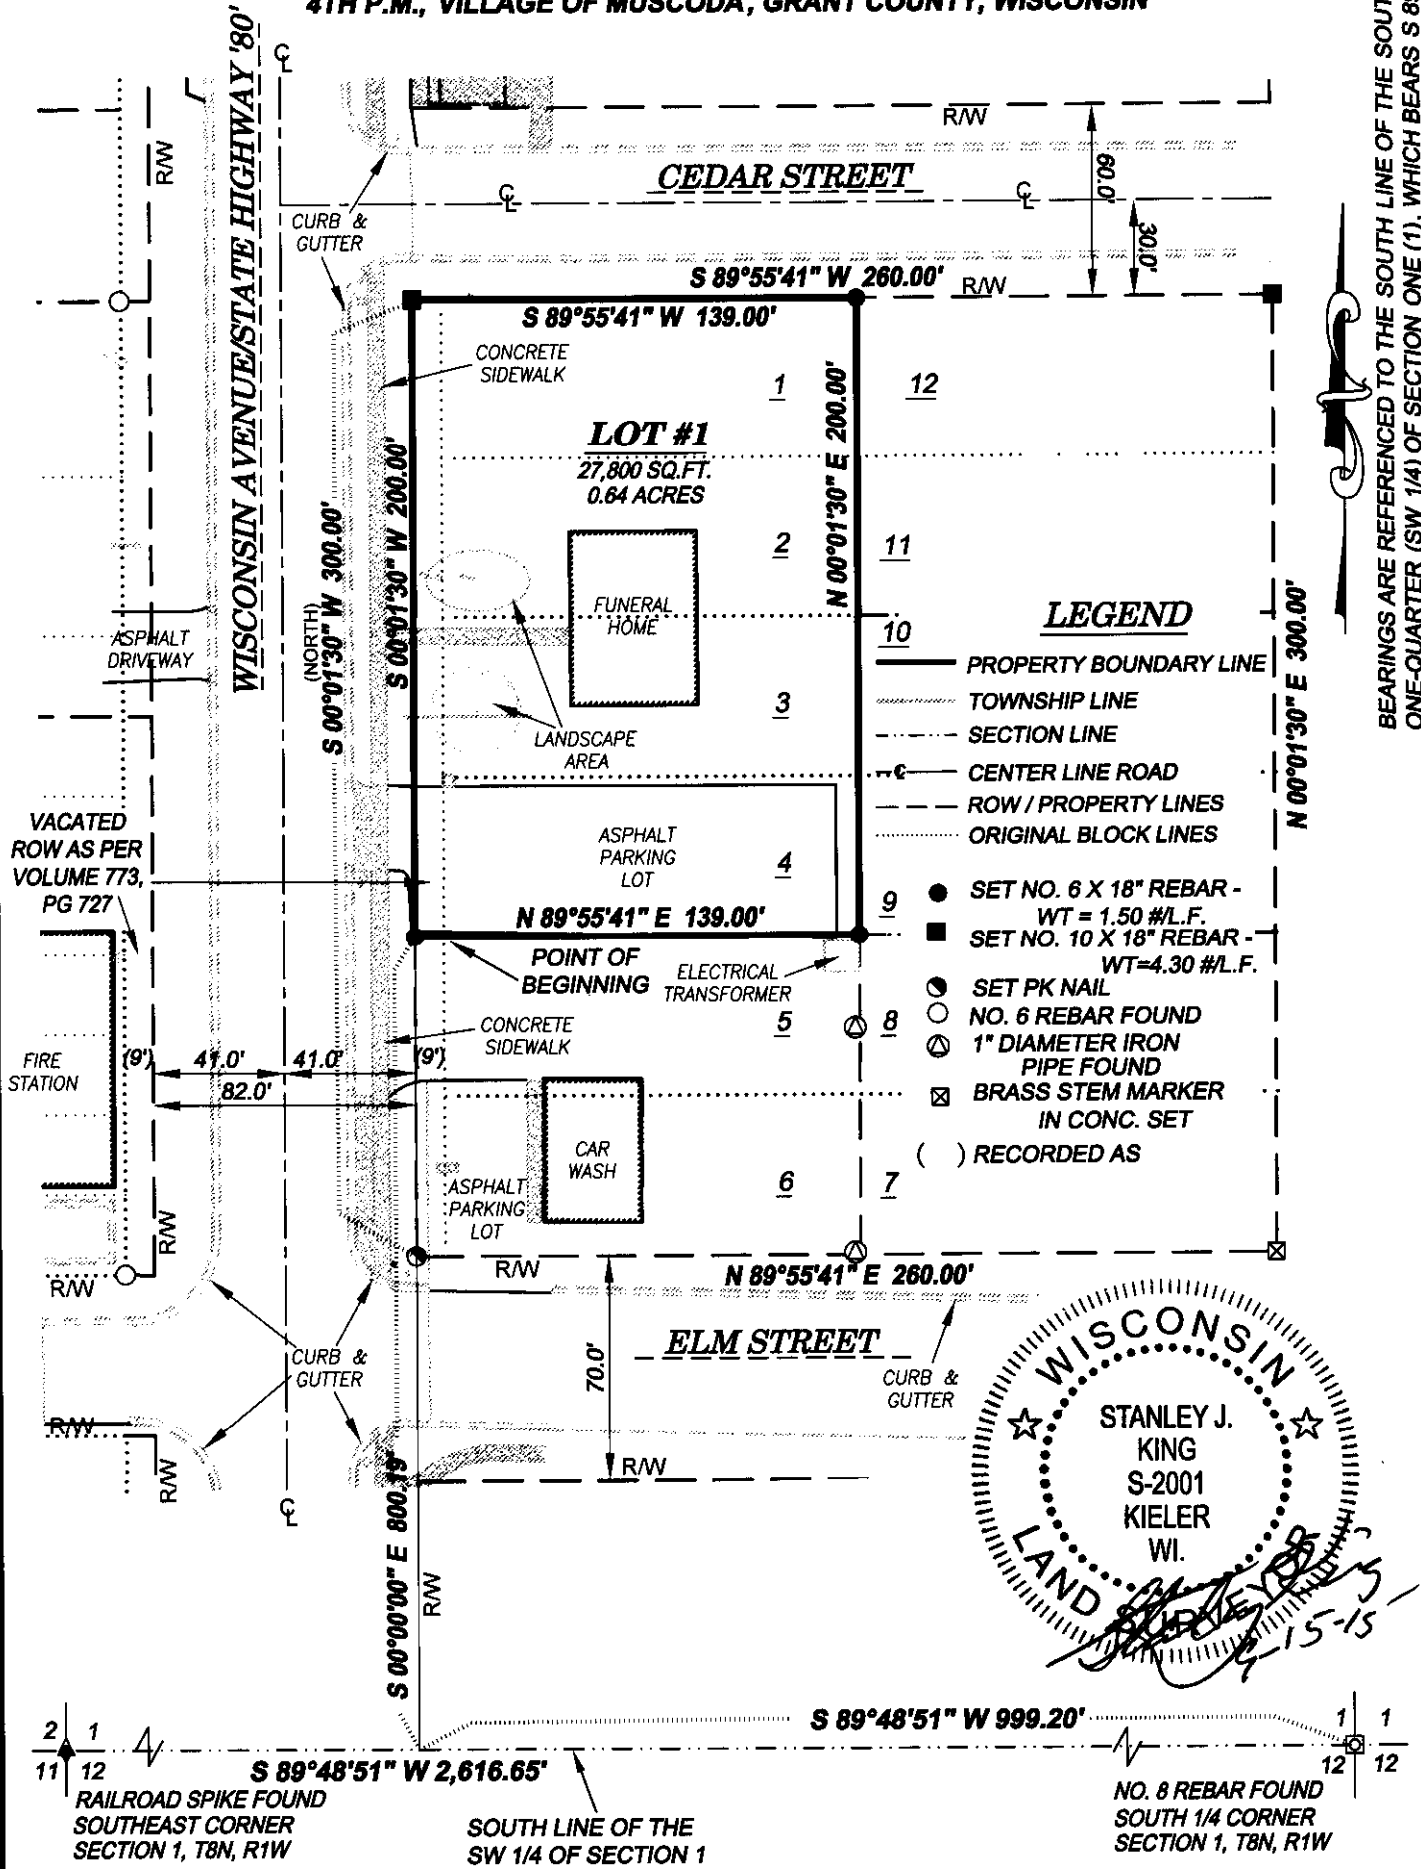 4TH P.M., VILLAGE OF MUSCODA, GRANT COUNTY, WISCONSIN
BEARINGS ARE REFERENCED TO THE SOUTH LINE OF THE
ONE-QUARTER (SW 1/4) OF SECTION ONE (1), WHICH BEARS S
WISCONSIN AVENUE/STATE HIGHWAY '80'
CL
R/W
R/W
60.0'
CEDAR STREET
CL
CL
30.0'
CURB &
GUTTER
S 89°55'41" W 260.00'
R/W
S 89°55'41" W 139.00'
CONCRETE
SIDEWALK
1
12
LOT #1
27,800 SQ.FT.
0.64 ACRES
N 00°01'30" E 200.00'
S 00°01'30" W 200.00'
S 00°01'30" W 300.00'
(NORTH)
2
11
FUNERAL
HOME
10
3
LANDSCAPE
AREA
ASPHALT
DRIVEWAY
LEGEND
PROPERTY BOUNDARY LINE
TOWNSHIP LINE
SECTION LINE
CENTER LINE ROAD
ROW / PROPERTY LINES
ORIGINAL BLOCK LINES
SET NO. 6 X 18" REBAR -
WT = 1.50 #/L.F.
SET NO. 10 X 18" REBAR -
WT=4.30 #/L.F.
SET PK NAIL
NO. 6 REBAR FOUND
1" DIAMETER IRON
PIPE FOUND
BRASS STEM MARKER
IN CONC. SET
( ) RECORDED AS
N 00°01'30" E 300.00'
VACATED
ROW AS PER
VOLUME 773,
PG 727
ASPHALT
PARKING
LOT
4
9
N 89°55'41" E 139.00'
POINT OF
BEGINNING
ELECTRICAL
TRANSFORMER
CONCRETE
SIDEWALK
5
8
FIRE
STATION
(9')
41.0'
41.0'
(9')
82.0'
CAR
WASH
ASPHALT
PARKING
LOT
6
7
R/W
R/W
R/W
N 89°55'41" E 260.00'
ELM STREET
70.0'
CURB &
GUTTER
CURB &
GUTTER
R/W
R/W
R/W
CL
S 00°00'00" E 800.19'
R/W
WISCONSIN
STANLEY J.
KING
S-2001
KIELER
WI.
LAND SURVEYOR
S 89°48'51" W 999.20'
2 1
11 12
S 89°48'51" W 2,616.65'
1 1
12 12
RAILROAD SPIKE FOUND
SOUTHEAST CORNER
SECTION 1, T8N, R1W
SOUTH LINE OF THE
SW 1/4 OF SECTION 1
NO. 8 REBAR FOUND
SOUTH 1/4 CORNER
SECTION 1, T8N, R1W